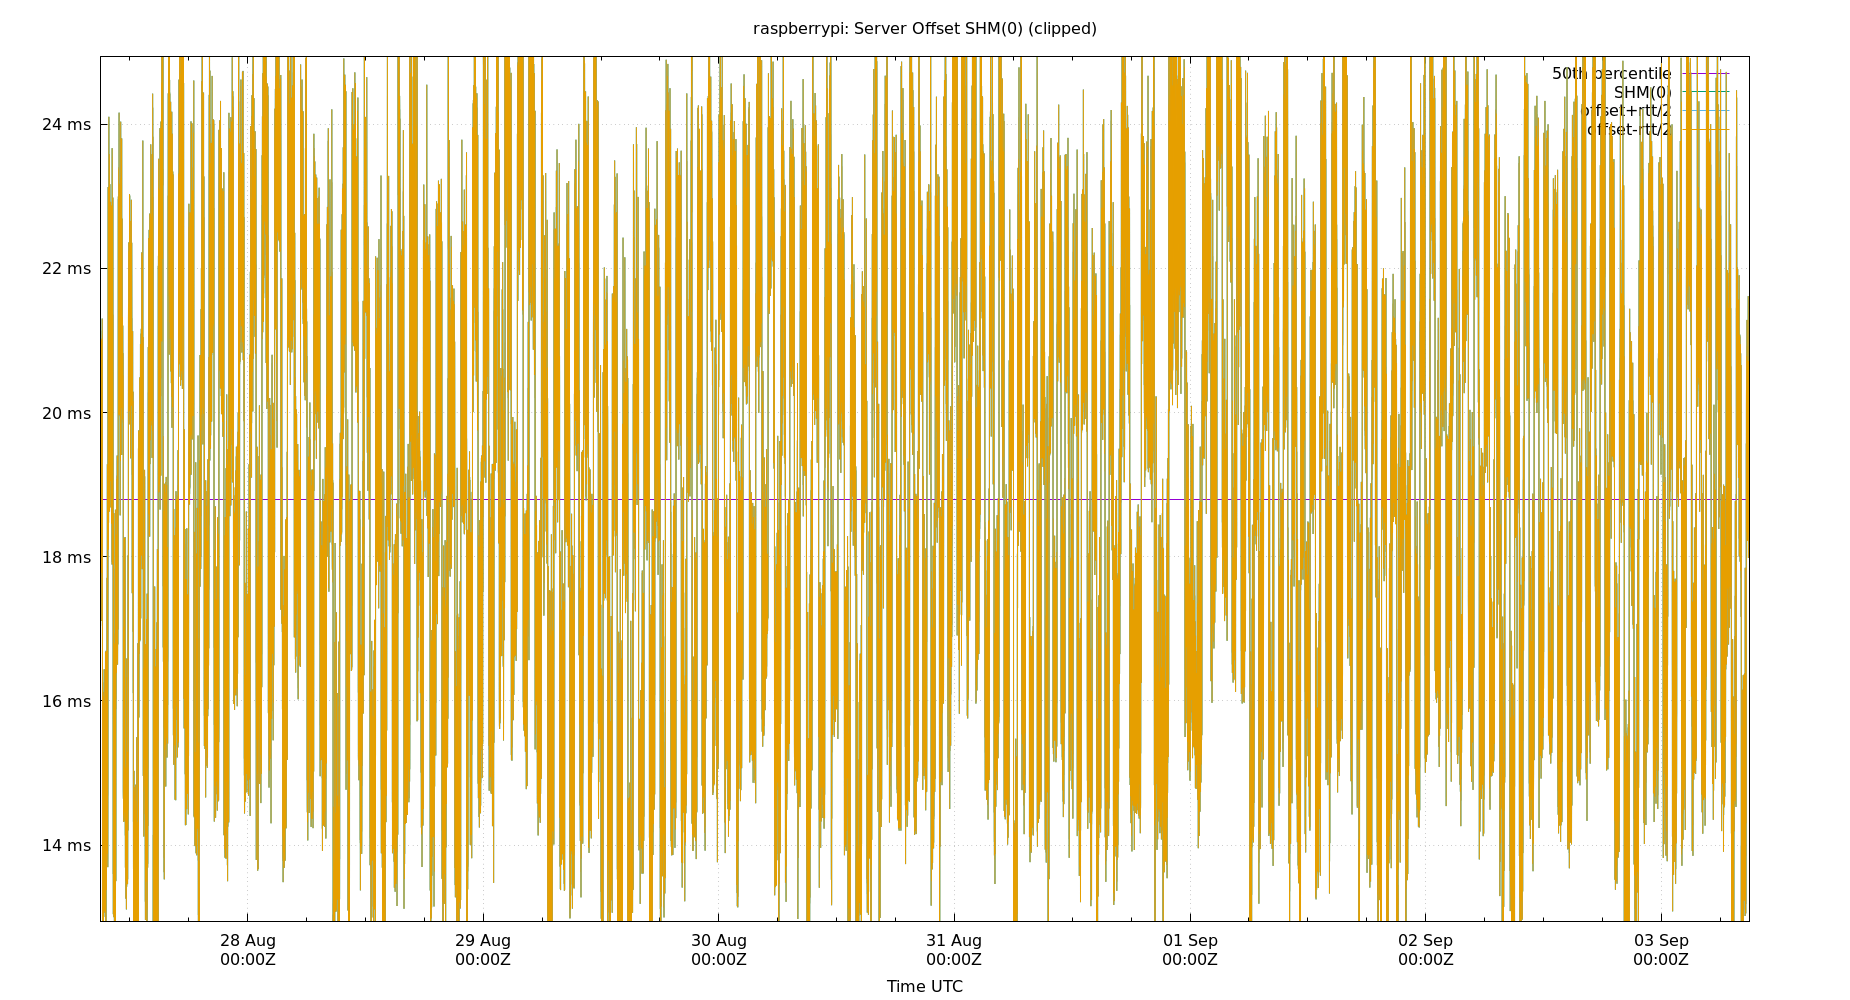 raspberrypi: Server Offset SHM(0) (clipped)
50th percentile
SHM(0)
offset+rtt/2
offset-rtt/2
24 ms
22 ms
20 ms
18 ms
16 ms
14 ms
28 Aug 29 Aug 30 Aug 31 Aug 01 Sep 02 Sep 03 Sep
00:00Z 00:00Z 00:00Z 00:00Z 00:00Z 00:00Z 00:00Z
Time UTC